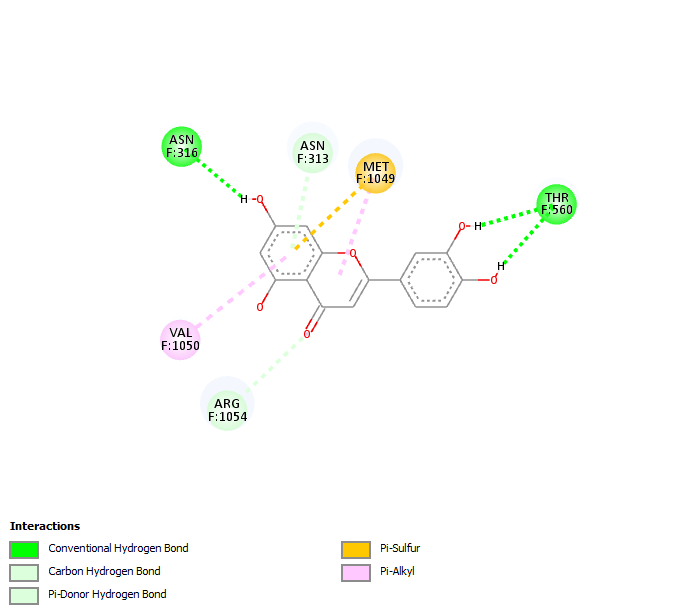 ASN
F:316
ASN
F:313
MET
F:1049
THR
F:560
H
O
O
H
H
O
O
O
O
VAL
F:1050
ARG
F:1054
Interactions
Conventional Hydrogen Bond
Carbon Hydrogen Bond
Pi-Donor Hydrogen Bond
Pi-Sulfur
Pi-Alkyl